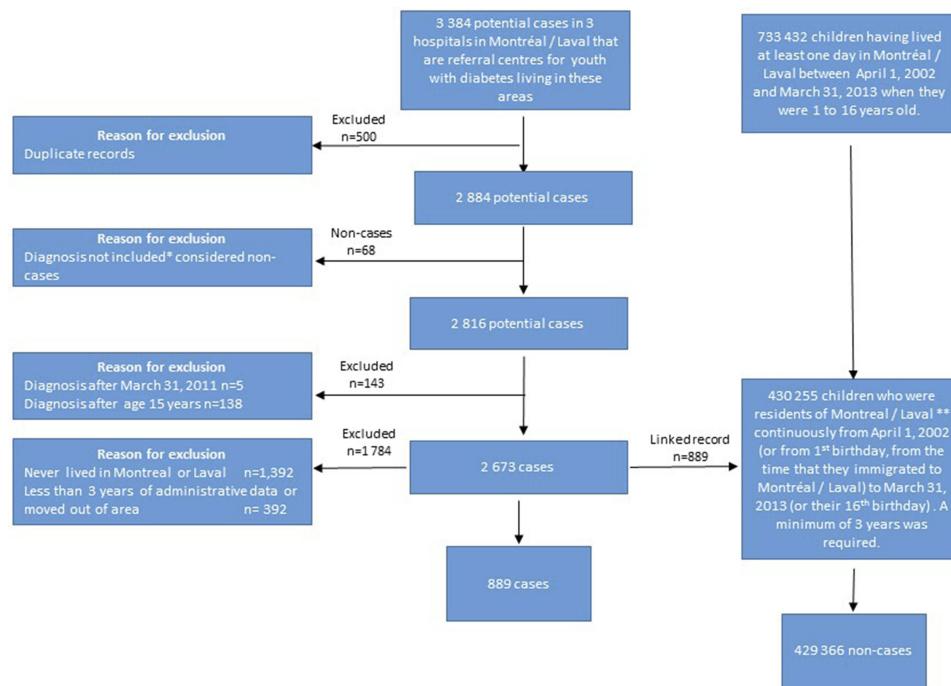 3 384 potential cases in 3
hospitals in Montréal / Laval that
are referral centres for youth
with diabetes living in these
areas
733 432 children having lived
at least one day in Montréal /
Laval between April 1, 2002
and March 31, 2013 when they
were 1 to 16 years old.
Excluded
n=500
Reason for exclusion
Duplicate records
2 884 potential cases
Non-cases
n=68
Reason for exclusion
Diagnosis not included* considered non-
cases
2 816 potential cases
Excluded
n=143
Reason for exclusion
Diagnosis after March 31, 2011 n=5
Diagnosis after age 15 years n=138
Excluded
n=1 784
Reason for exclusion
Never lived in Montreal or Laval n=1,392
Less than 3 years of administrative data or
moved out of area n= 392
2 673 cases
Linked record
n=889
430 255 children who were
residents of Montreal / Laval **
continuously from April 1, 2002
(or from 1st birthday, from the
time that they immigrated to
Montréal / Laval) to March 31,
2013 (or their 16th birthday) . A
minimum of 3 years was
required.
889 cases
429 366 non-cases